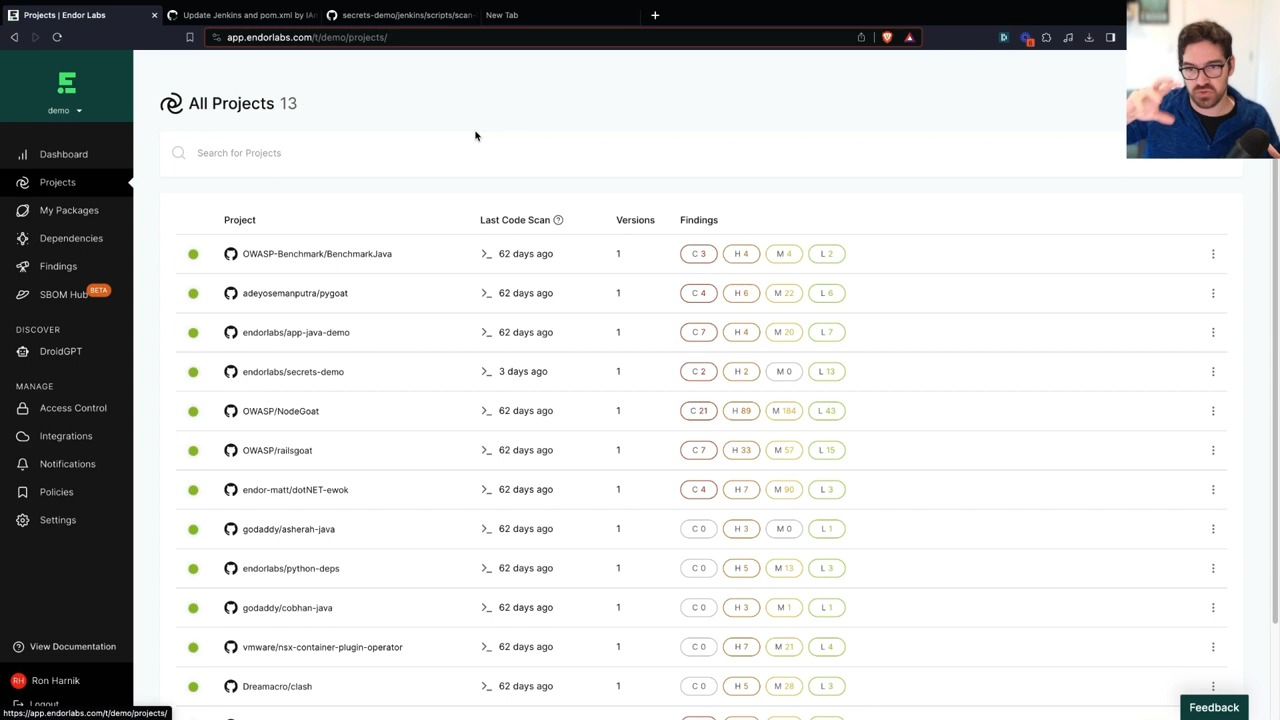 Projects | Endor Labs
Update Jenkins and pom.xml by IAn
secrets-demo/jenkins/scripts/scan-
New Tab
app.endorlabs.com/t/demo/projects/
demo
Dashboard
Projects
My Packages
Dependencies
Findings
SBOM Hub BETA
DISCOVER
DroidGPT
MANAGE
Access Control
Integrations
Notifications
Policies
Settings
View Documentation
RH Ron Harnik
Logout
https://app.endorlabs.com/t/demo/projects/
All Projects 13
Search for Projects
Project Last Code Scan Versions Findings
OWASP-Benchmark/BenchmarkJava 62 days ago 1 C 3 H 4 M 4 L 2
adeyosemanputra/pygoat 62 days ago 1 C 4 H 6 M 22 L 6
endorlabs/app-java-demo 62 days ago 1 C 7 H 4 M 20 L 7
endorlabs/secrets-demo 3 days ago 1 C 2 H 2 M 0 L 13
OWASP/NodeGoat 62 days ago 1 C 21 H 89 M 184 L 43
OWASP/railsgoat 62 days ago 1 C 7 H 33 M 57 L 15
endor-matt/dotNET-ewok 62 days ago 1 C 4 H 7 M 90 L 3
godaddy/asherah-java 62 days ago 1 C 0 H 3 M 0 L 1
endorlabs/python-deps 62 days ago 1 C 0 H 5 M 13 L 3
godaddy/cobhan-java 62 days ago 1 C 0 H 3 M 1 L 1
vmware/nsx-container-plugin-operator 62 days ago 1 C 0 H 7 M 21 L 4
Dreamacro/clash 62 days ago 1 C 0 H 5 M 28 L 3
Feedback